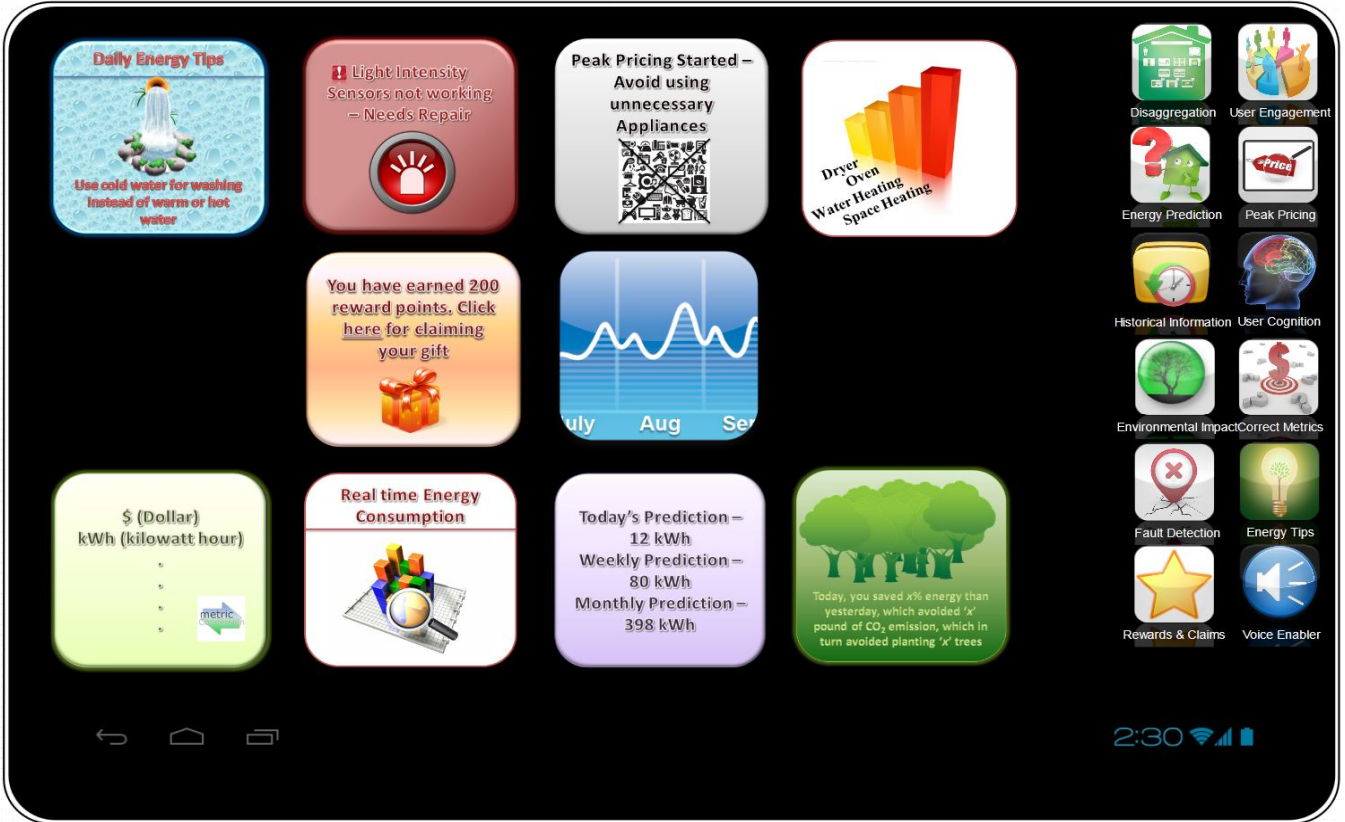 Daily Energy Tips
Use cold water for washing
instead of warm or hot
water
Light Intensity
Sensors not working
– Needs Repair
Peak Pricing Started –
Avoid using
unnecessary
Appliances
Dryer
Oven
Water Heating
Space Heating
You have earned 200
reward points. Click
here for claiming
your gift
uly Aug Se
$ (Dollar)
kWh (kilowatt hour)
metric
Real time Energy
Consumption
Today's Prediction –
12 kWh
Weekly Prediction –
80 kWh
Monthly Prediction –
398 kWh
Today, you saved x% energy than
yesterday, which avoided 'x'
pound of CO₂ emission, which in
turn avoided planting 'x' trees
Disaggregation User Engagement
Price
Energy Prediction Peak Pricing
Historical Information User Cognition
Environmental Impact Correct Metrics
Fault Detection Energy Tips
Rewards & Claims Voice Enabler
2:30